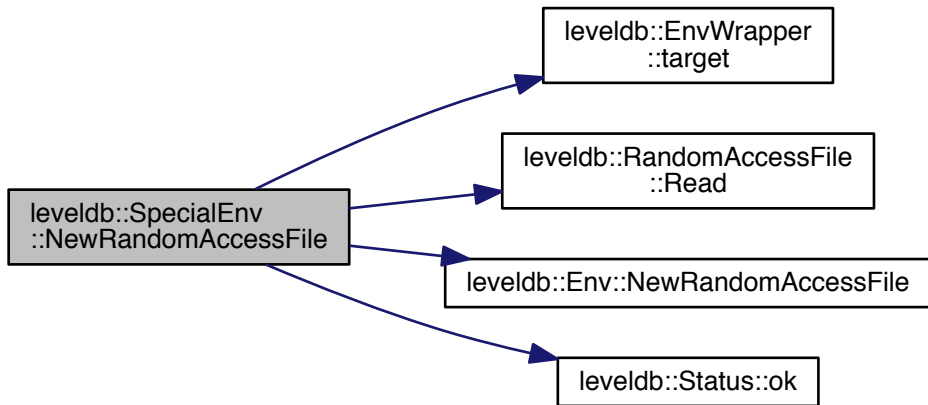 leveldb::EnvWrapper
::target
leveldb::RandomAccessFile
::Read
leveldb::SpecialEnv
::NewRandomAccessFile
leveldb::Env::NewRandomAccessFile
leveldb::Status::ok